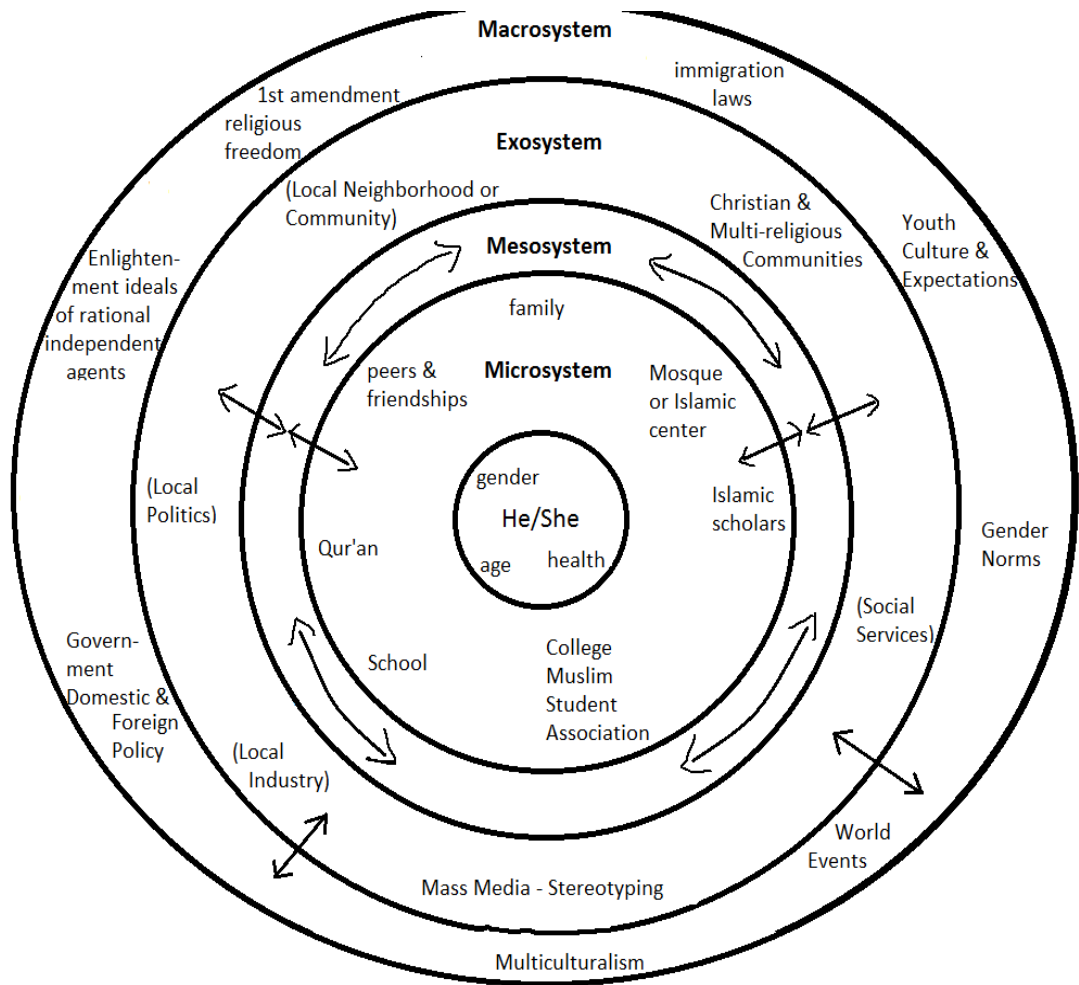 Macrosystem
immigration
laws
1st amendment
religious
freedom
Exosystem
(Local Neighborhood or
Community)
Christian &
Multi-religious
Communities
Youth
Culture &
Expectations
Enlighten-
ment ideals
of rational
independent
agents
Mesosystem
family
Microsystem
peers &
friendships
Mosque
or Islamic
center
gender
He/She
age
health
Islamic
scholars
(Local
Politics)
Qur'an
Gender
Norms
(Social
Services)
School
College
Muslim
Student
Association
Govern-
ment
Domestic &
Foreign
Policy
(Local
Industry)
World
Events
Mass Media - Stereotyping
Multiculturalism